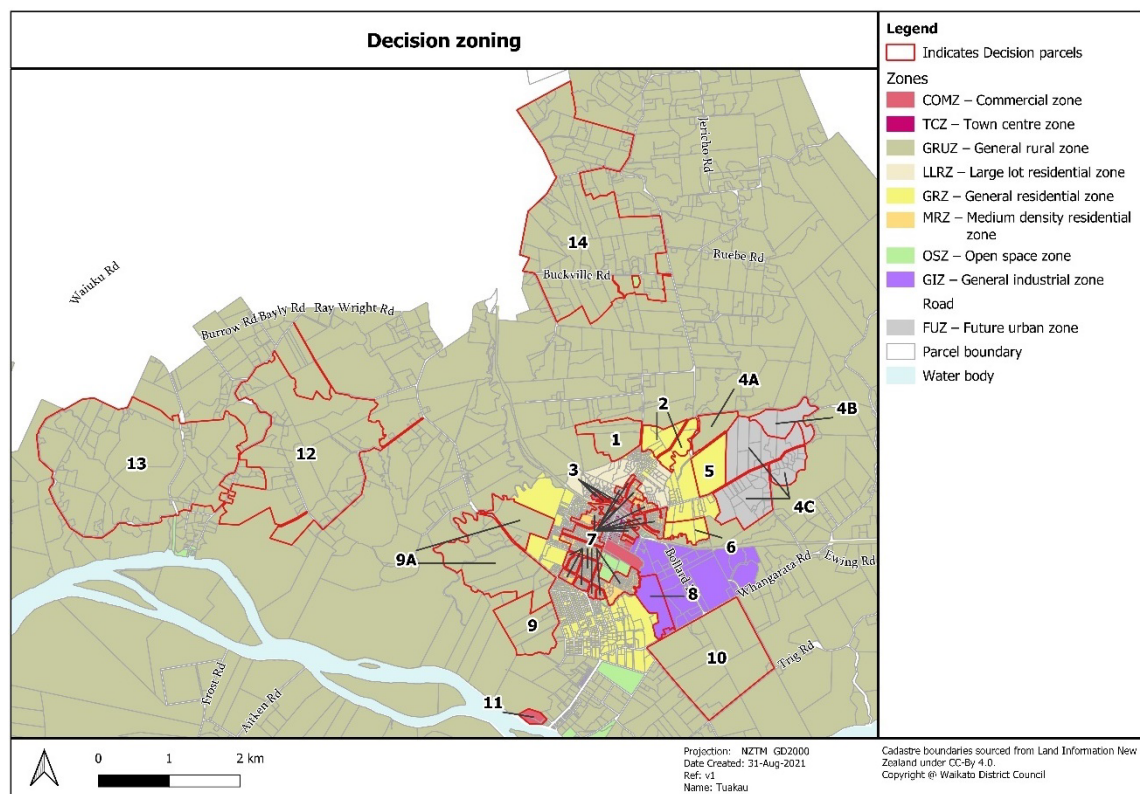 Decision zoning
Legend
Indicates Decision parcels
Zones
COMZ – Commercial zone
TCZ – Town centre zone
GRUZ – General rural zone
LLRZ – Large lot residential zone
GRZ – General residential zone
MRZ – Medium density residential
zone
OSZ – Open space zone
GIZ – General industrial zone
Road
FUZ – Future urban zone
Parcel boundary
Water body
Jericho Rd
14
Ruebe Rd
Buckville Rd
Waiuku Rd
Burrow Rd
Bayly Rd
Ray Wright Rd
4A
2
4B
1
12
13
3
5
4C
7
6
9A
Bollard
Ewing Rd
Whangarata Rd
8
9
10
Trig Rd
Frost Rd
Aitken Rd
11
0 1 2 km
Projection: NZTM GD2000
Date Created: 31-Aug-2021
Ref: v1
Name: Tuakau
Cadastre boundaries sourced from Land Information New
Zealand under CC-By 4.0.
Copyright @ Waikato District Council